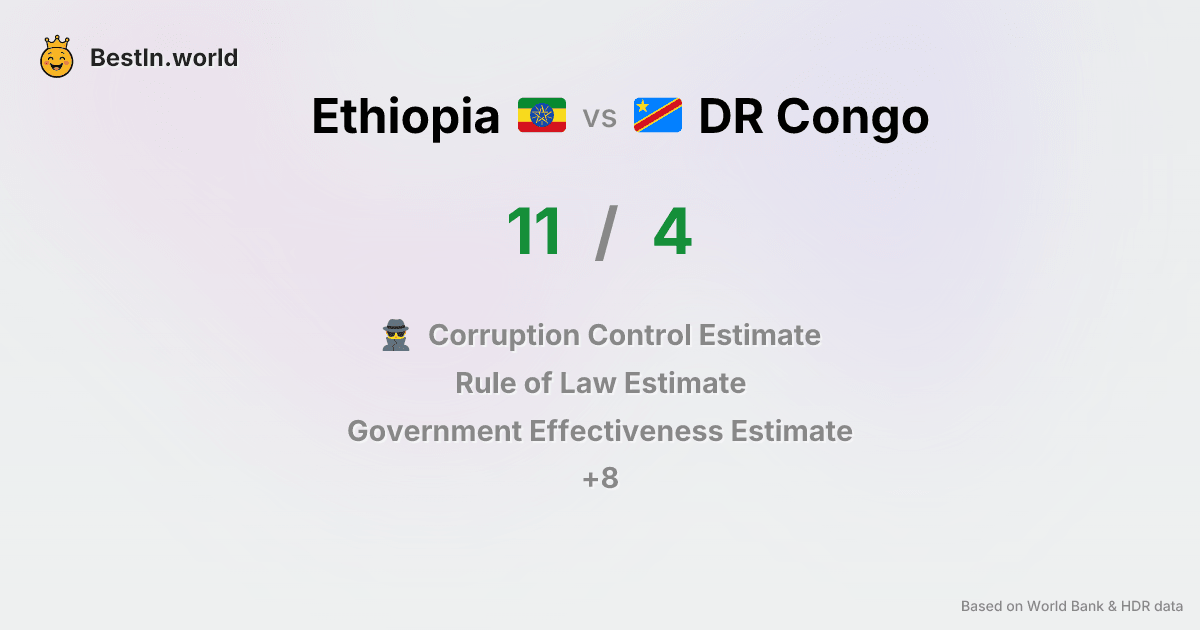 BestIn.world
Ethiopia vs DR Congo
11 / 4
Corruption Control Estimate
Rule of Law Estimate
Government Effectiveness Estimate
+8
Based on World Bank & HDR data